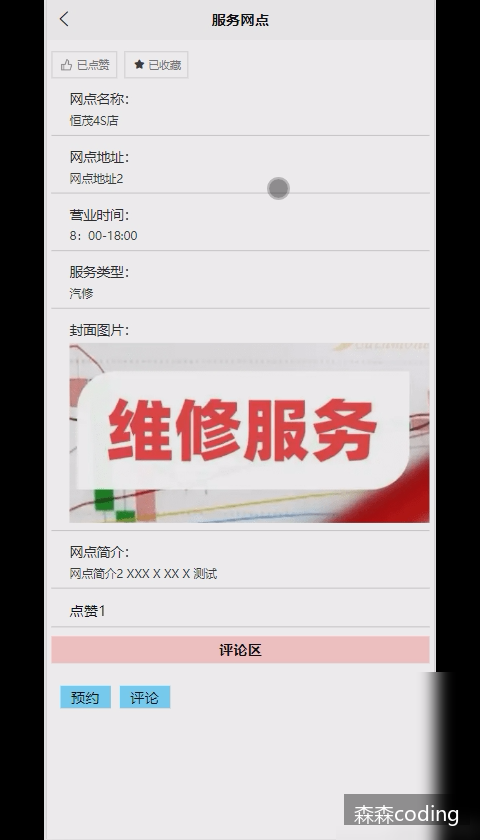 服务网点
已点赞 已收藏
网点名称：
恒茂4S店
网点地址：
网点地址2
营业时间：
8：00-18:00
服务类型：
汽修
封面图片：
维修服务
网点简介：
网点简介2 XXX X XX X 测试
点赞1
评论区
预约 评论
森森coding